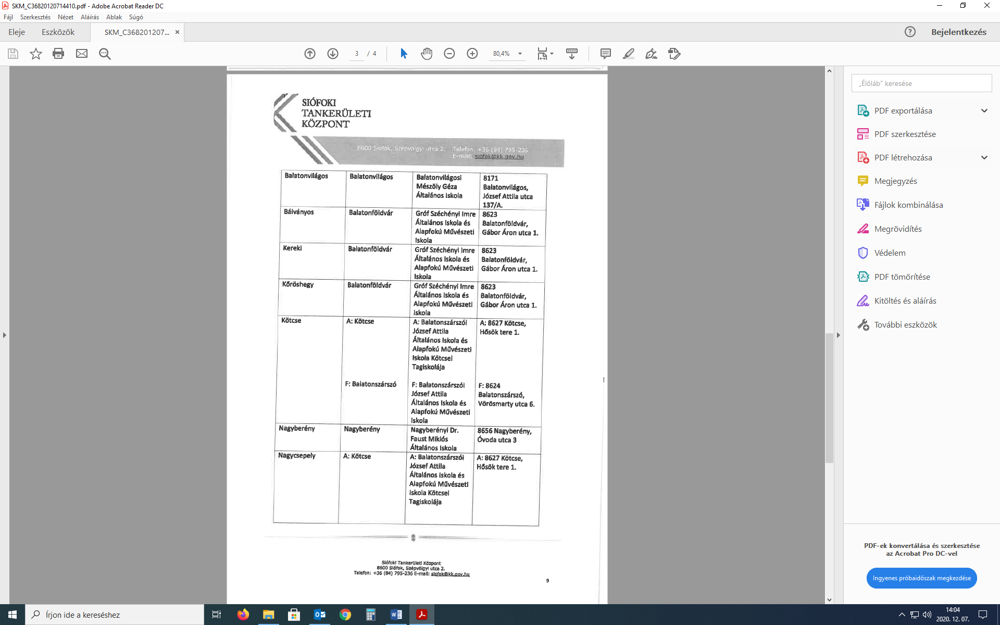 SKM_C36820120714410.pdf - Adobe Acrobat Reader DC
Fájl Szerkesztés Nézet Aláírás Ablak Súgó
Eleje Eszközök SKM_C368201207... × Bejelentkezés
3 / 4 80,4%
SIÓFOKI
TANKERÜLETI
KÖZPONT
8600 Siófok, Szépvölgyi utca 2. Telefon: +36 (84) 795-236
E-mail: siofok@kk.gov.hu
Balatonvilágos
Balatonvilágos
Balatonvilágosi
Mészöly Géza
Általános Iskola
8171
Balatonvilágos,
József Attila utca
137/A.
Bálványos
Balatonföldvár
Gróf Széchényi Imre
Általános Iskola és
Alapfokú Művészeti
Iskola
8623
Balatonföldvár,
Gábor Áron utca 1.
Kereki
Balatonföldvár
Gróf Széchényi Imre
Általános Iskola és
Alapfokú Művészeti
Iskola
8623
Balatonföldvár,
Gábor Áron utca 1.
Kőröshegy
Balatonföldvár
Gróf Széchényi Imre
Általános Iskola és
Alapfokú Művészeti
Iskola
8623
Balatonföldvár,
Gábor Áron utca 1.
Kötcse
A: Kötcse
A: Balatonszárszói
József Attila
Általános Iskola és
Alapfokú Művészeti
Iskola Kötcsei
Tagiskolája
A: 8627 Kötcse,
Hősök tere 1.
F: Balatonszárszó
F: Balatonszárszói
József Attila
Általános Iskola és
Alapfokú Művészeti
Iskola
F: 8624
Balatonszárszó,
Vörösmarty utca 6.
Nagyberény
Nagyberény
Nagyberényi Dr.
Faust Miklós
Általános Iskola
8656 Nagyberény,
Óvoda utca 3
Nagycsepely
A: Kötcse
A: Balatonszárszói
József Attila
Általános Iskola és
Alapfokú Művészeti
Iskola Kötcsei
Tagiskolája
A: 8627 Kötcse,
Hősök tere 1.
Siófoki Tankerületi Központ
8600 Siófok, Szépvölgyi utca 2.
Telefon: +36 (84) 795-236 E-mail: siofok@kk.gov.hu
9
„Élőláb” keresése
PDF exportálása
PDF szerkesztése
PDF létrehozása
Megjegyzés
Fájlok kombinálása
Megrövidítés
Védelem
PDF tömörítése
Kitöltés és aláírás
További eszközök
PDF-ek konvertálása és szerkesztése
az Acrobat Pro DC-vel
Ingyenes próbaidőszak megkezdése
Írjon ide a kereséshez
14:04
2020. 12. 07.